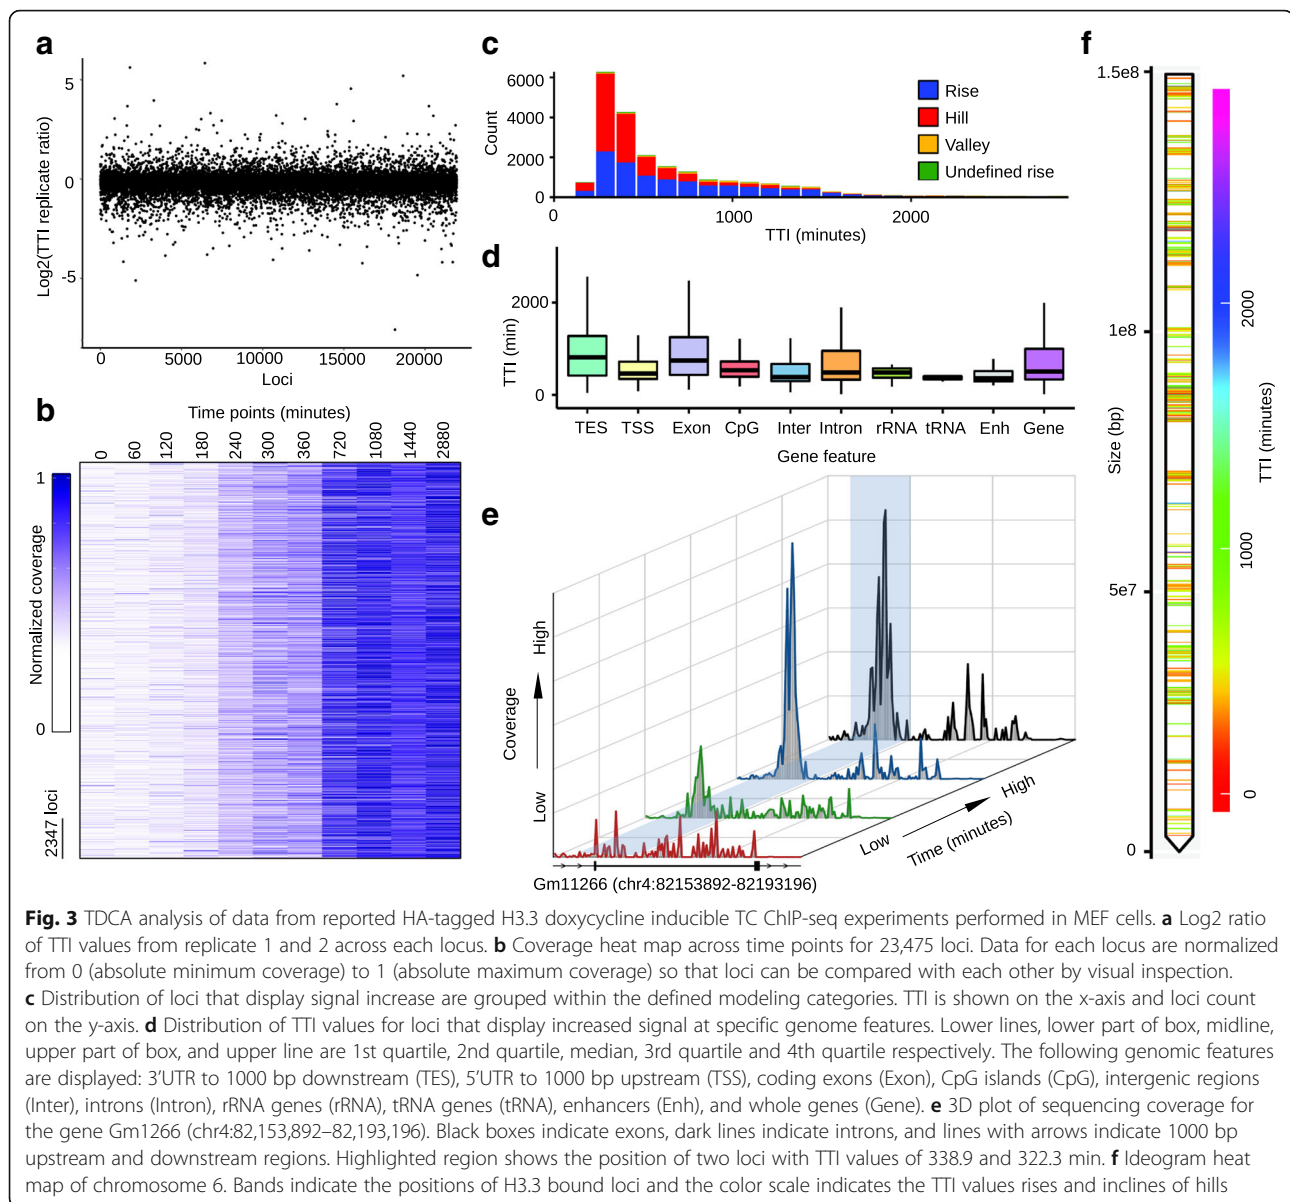 a
5
0
-5
Log2(TTI replicate ratio)
0 5000 10000 15000 20000
Loci
b
Time points (minutes)
0 60 120 180 240 300 360 720 1080 1440 2880
1
0
Normalized coverage
2347 loci
c
6000
4000
2000
0
Count
Rise
Hill
Valley
Undefined rise
0 1000 2000
TTI (minutes)
d
2000
0
TTI (min)
TES TSS Exon CpG Inter Intron rRNA tRNA Enh Gene
Gene feature
e
High
Coverage
Low
High
Time (minutes)
Low
Gm11266 (chr4:82153892-82193196)
f
1.5e8
1e8
5e7
0
Size (bp)
2000
1000
0
TTI (minutes)
Fig. 3 TDCA analysis of data from reported HA-tagged H3.3 doxycycline inducible TC ChIP-seq experiments performed in MEF cells. a Log2 ratio
of TTI values from replicate 1 and 2 across each locus. b Coverage heat map across time points for 23,475 loci. Data for each locus are normalized
from 0 (absolute minimum coverage) to 1 (absolute maximum coverage) so that loci can be compared with each other by visual inspection.
c Distribution of loci that display signal increase are grouped within the defined modeling categories. TTI is shown on the x-axis and loci count
on the y-axis. d Distribution of TTI values for loci that display increased signal at specific genome features. Lower lines, lower part of box, midline,
upper part of box, and upper line are 1st quartile, 2nd quartile, median, 3rd quartile and 4th quartile respectively. The following genomic features
are displayed: 3’UTR to 1000 bp downstream (TES), 5’UTR to 1000 bp upstream (TSS), coding exons (Exon), CpG islands (CpG), intergenic regions
(Inter), introns (Intron), rRNA genes (rRNA), tRNA genes (tRNA), enhancers (Enh), and whole genes (Gene). e 3D plot of sequencing coverage for
the gene Gm1266 (chr4:82,153,892–82,193,196). Black boxes indicate exons, dark lines indicate introns, and lines with arrows indicate 1000 bp
upstream and downstream regions. Highlighted region shows the position of two loci with TTI values of 338.9 and 322.3 min. f Ideogram heat
map of chromosome 6. Bands indicate the positions of H3.3 bound loci and the color scale indicates the TTI values rises and inclines of hills